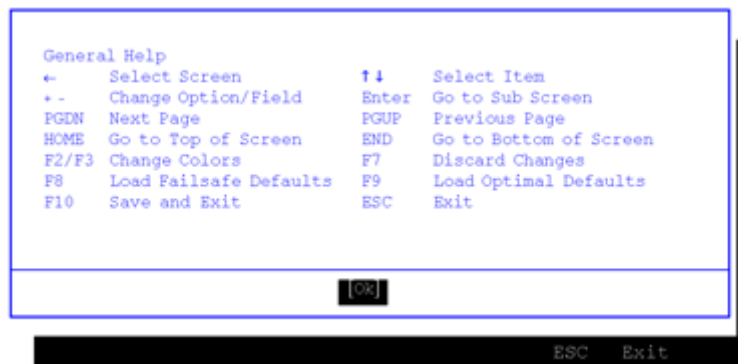 General Help
← Select Screen ↑↓ Select Item
+ - Change Option/Field Enter Go to Sub Screen
PGDN Next Page PGUP Previous Page
HOME Go to Top of Screen END Go to Bottom of Screen
F2/F3 Change Colors F7 Discard Changes
F8 Load Failsafe Defaults F9 Load Optimal Defaults
F10 Save and Exit ESC Exit
[Ok]
ESC Exit